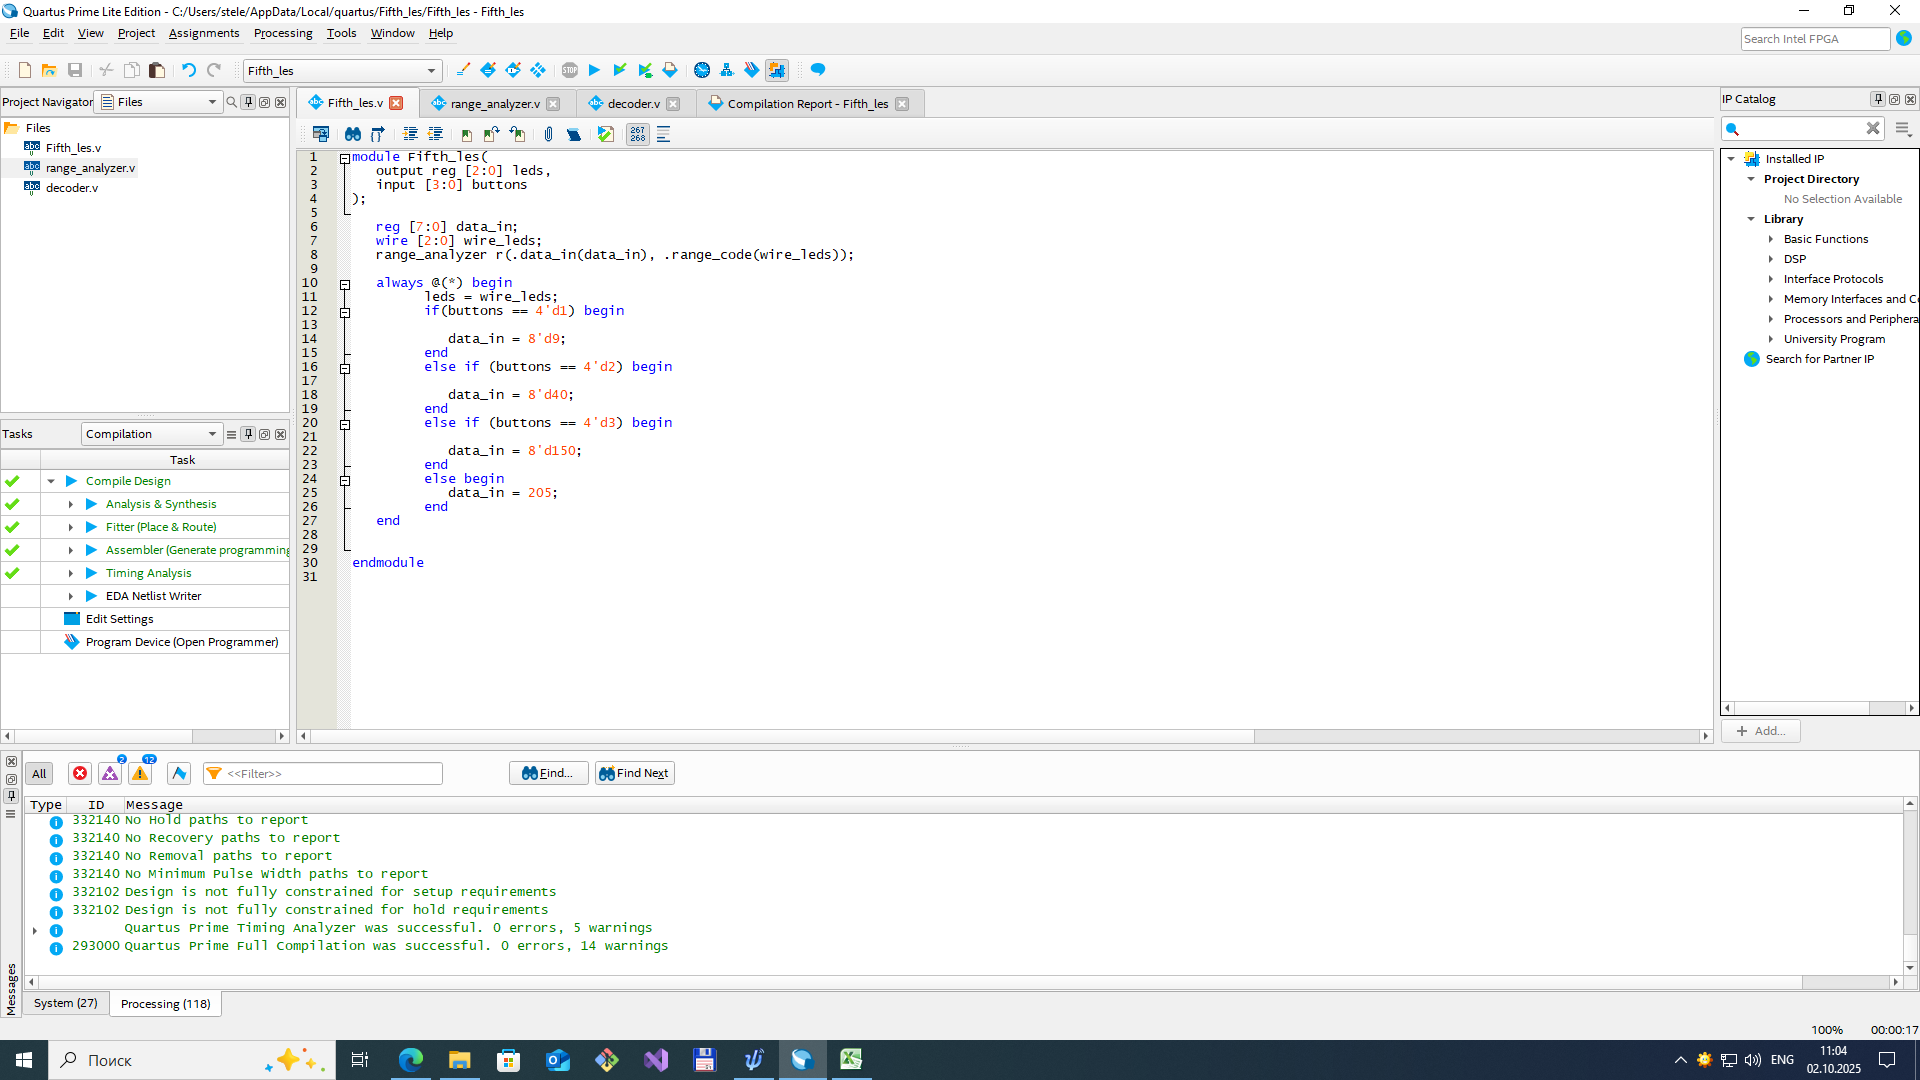 Quartus Prime Lite Edition - C:/Users/stele/AppData/Local/quartus/Fifth_les/Fifth_les - Fifth_les
File Edit View Project Assignments Processing Tools Window Help
Search Intel FPGA
Fifth_les
STOP
Project Navigator
Files
Files
Fifth_les.v
range_analyzer.v
decoder.v
Fifth_les.v
range_analyzer.v
decoder.v
Compilation Report - Fifth_les
267
268
1 module Fifth_les(
2 output reg [2:0] leds,
3 input [3:0] buttons
4 );
5
6 reg [7:0] data_in;
7 wire [2:0] wire_leds;
8 range_analyzer r(.data_in(data_in), .range_code(wire_leds));
9
10 always @(*) begin
11 leds = wire_leds;
12 if(buttons == 4'd1) begin
13
14 data_in = 8'd9;
15 end
16 else if (buttons == 4'd2) begin
17
18 data_in = 8'd40;
19 end
20 else if (buttons == 4'd3) begin
21
22 data_in = 8'd150;
23 end
24 else begin
25 data_in = 205;
26 end
27 end
28
29
30 endmodule
31
Tasks
Compilation
Task
Compile Design
Analysis & Synthesis
Fitter (Place & Route)
Assembler (Generate programming
Timing Analysis
EDA Netlist Writer
Edit Settings
Program Device (Open Programmer)
IP Catalog
Installed IP
Project Directory
No Selection Available
Library
Basic Functions
DSP
Interface Protocols
Memory Interfaces and Co
Processors and Periphera
University Program
Search for Partner IP
Add...
All
2
12
<<Filter>>
Find...
Find Next
Type ID Message
332140 No Hold paths to report
332140 No Recovery paths to report
332140 No Removal paths to report
332140 No Minimum Pulse Width paths to report
332102 Design is not fully constrained for setup requirements
332102 Design is not fully constrained for hold requirements
Quartus Prime Timing Analyzer was successful. 0 errors, 5 warnings
293000 Quartus Prime Full Compilation was successful. 0 errors, 14 warnings
Messages
System (27)
Processing (118)
100%
00:00:17
Поиск
ENG
11:04
02.10.2025